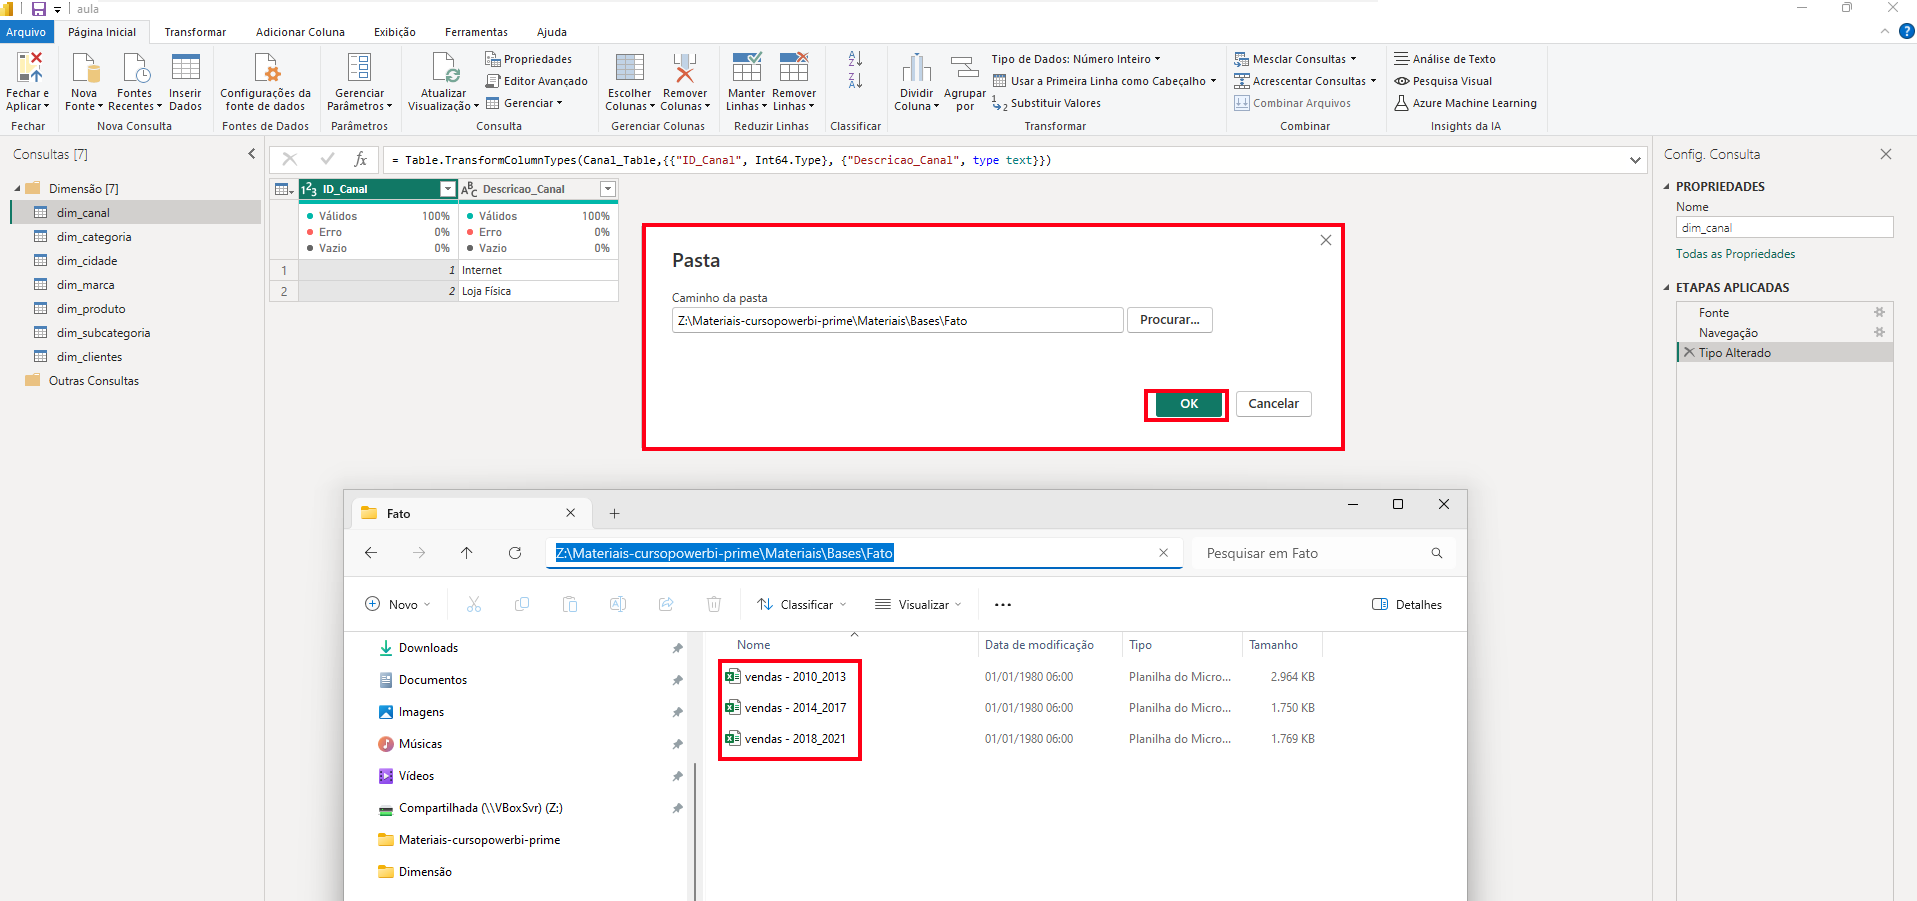 aula
Arquivo
Página Inicial
Transformar
Adicionar Coluna
Exibição
Ferramentas
Ajuda
Fechar e
Aplicar
Fechar
Nova
Fonte
Fontes
Recentes
Inserir
Dados
Nova Consulta
Configurações da
fonte de dados
Fontes de Dados
Gerenciar
Parâmetros
Parâmetros
Atualizar
Visualização
Propriedades
Editor Avançado
Gerenciar
Consulta
Escolher
Colunas
Remover
Colunas
Gerenciar Colunas
Manter
Linhas
Remover
Linhas
Reduzir Linhas
Classificar
Dividir
Coluna
Agrupar
por
Tipo de Dados: Número Inteiro
Usar a Primeira Linha como Cabeçalho
Substituir Valores
Transformar
Mesclar Consultas
Acrescentar Consultas
Combinar Arquivos
Combinar
Análise de Texto
Pesquisa Visual
Azure Machine Learning
Insights da IA
Consultas [7]
Dimensão [7]
dim_canal
dim_categoria
dim_cidade
dim_marca
dim_produto
dim_subcategoria
dim_clientes
Outras Consultas
fx
= Table.TransformColumnTypes(Canal_Table,{{"ID_Canal", Int64.Type}, {"Descricao_Canal", type text}})
123 ID_Canal
ABC Descricao_Canal
Válidos 100%
Erro 0%
Vazio 0%
Válidos 100%
Erro 0%
Vazio 0%
1 1 Internet
2 2 Loja Física
Pasta
Caminho da pasta
Z:\Materiais-cursopowerbi-prime\Materiais\Bases\Fato
Procurar...
OK
Cancelar
Config. Consulta
PROPRIEDADES
Nome
dim_canal
Todas as Propriedades
ETAPAS APLICADAS
Fonte
Navegação
Tipo Alterado
Fato
Z:\Materiais-cursopowerbi-prime\Materiais\Bases\Fato
Pesquisar em Fato
Novo
Classificar
Visualizar
Detalhes
Downloads
Documentos
Imagens
Músicas
Vídeos
Compartilhada (\\VBoxSvr) (Z:)
Materiais-cursopowerbi-prime
Dimensão
Nome Data de modificação Tipo Tamanho
vendas - 2010_2013 01/01/1980 06:00 Planilha do Micro... 2.964 KB
vendas - 2014_2017 01/01/1980 06:00 Planilha do Micro... 1.750 KB
vendas - 2018_2021 01/01/1980 06:00 Planilha do Micro... 1.769 KB